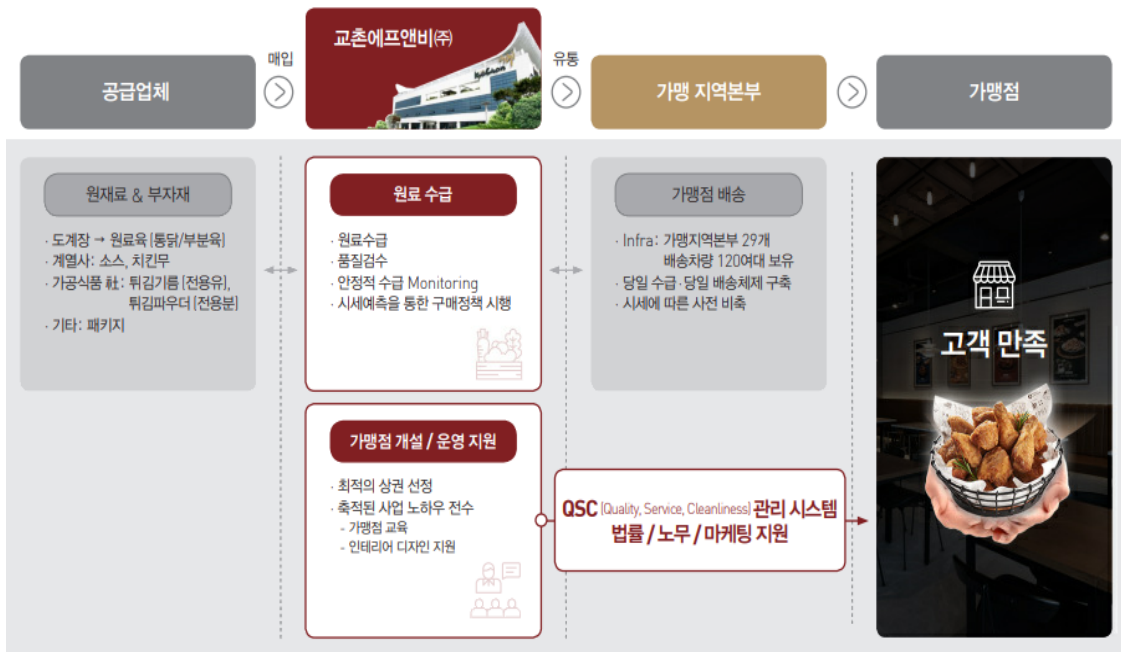 공급업체
매입
교촌에프앤비㈜
kyochon
유통
가맹 지역본부
가맹점
원재료 & 부자재
· 도계장 → 원료육 (통닭/부분육)
· 계열사: 소스, 치킨무
· 가공식품 社: 튀김기름 (전용유),
튀김파우더 (전용분)
· 기타: 패키지
원료 수급
· 원료수급
· 품질검수
· 안정적 수급 Monitoring
· 시세예측을 통한 구매정책 시행
가맹점 배송
· Infra: 가맹지역본부 29개
배송차량 120여대 보유
· 당일 수급·당일 배송체제 구축
· 시세에 따른 사전 비축
고객 만족
가맹점 개설 / 운영 지원
· 최적의 상권 선정
· 축적된 사업 노하우 전수
- 가맹점 교육
- 인테리어 디자인 지원
QSC (Quality, Service, Cleanliness) 관리 시스템
법률 / 노무 / 마케팅 지원